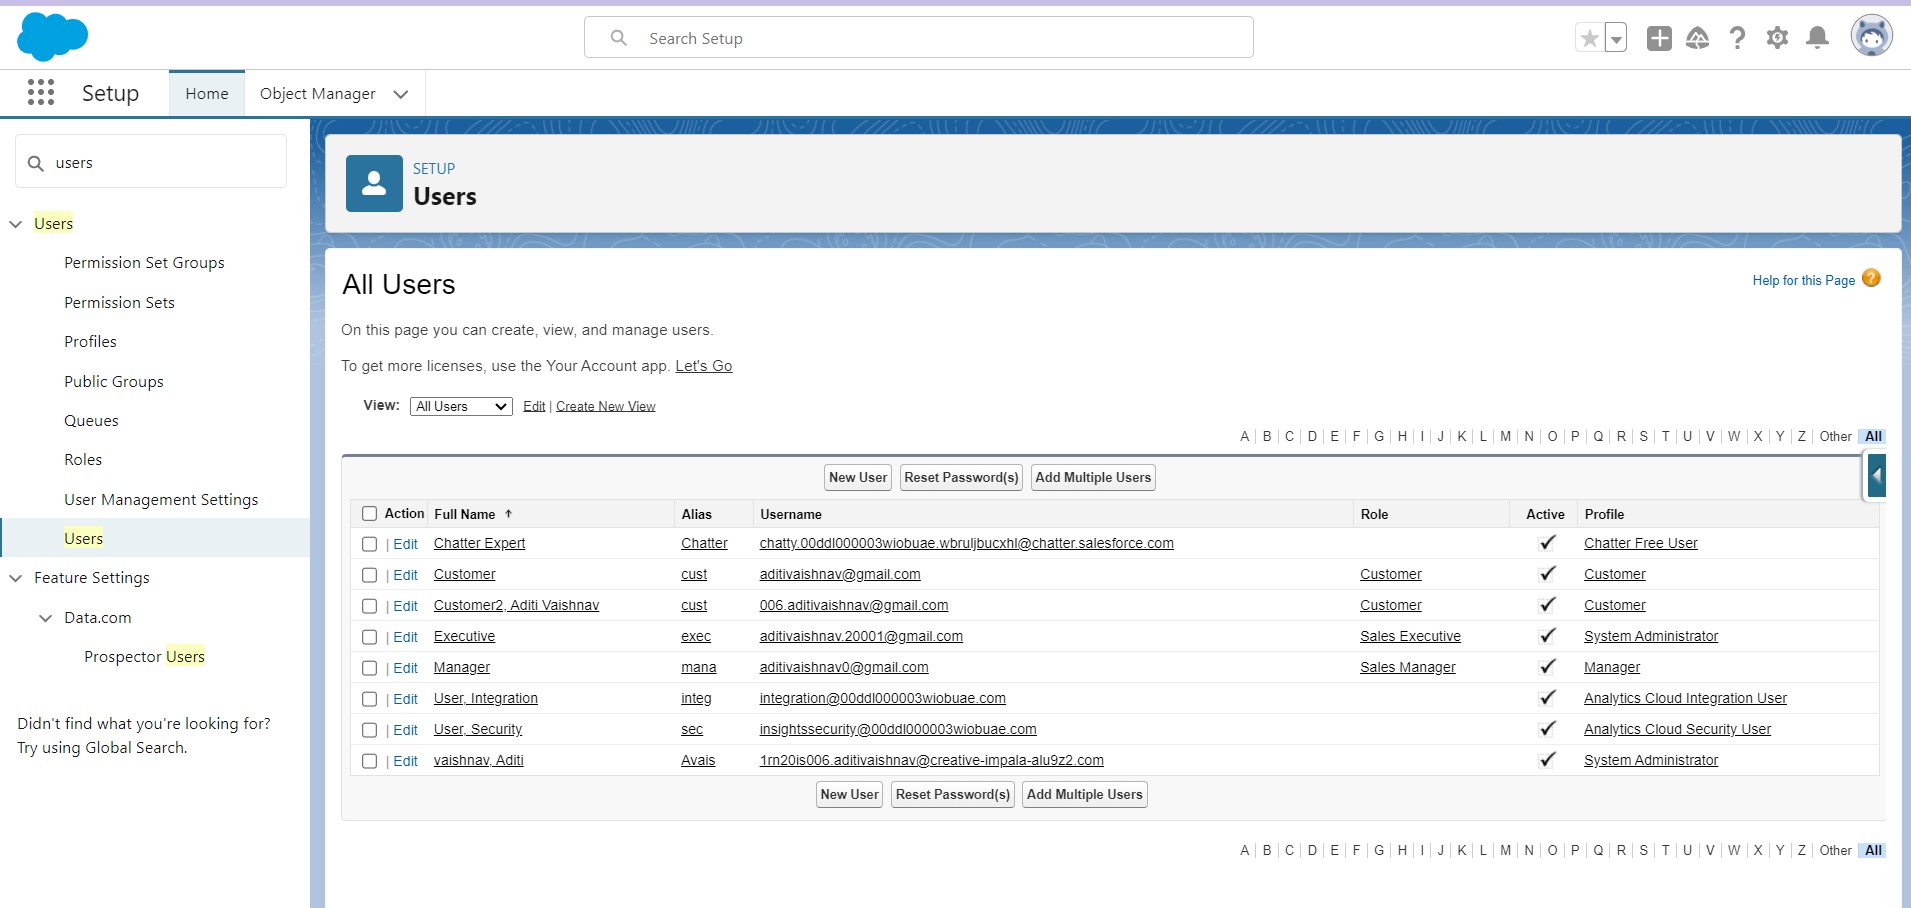 Search Setup
Setup Home Object Manager
users
Users
Permission Set Groups
Permission Sets
Profiles
Public Groups
Queues
Roles
User Management Settings
Users
Feature Settings
Data.com
Prospector Users
Didn't find what you're looking for?
Try using Global Search.
SETUP
Users
All Users
Help for this Page ?
On this page you can create, view, and manage users.
To get more licenses, use the Your Account app. Let's Go
View: All Users Edit | Create New View
A | B | C | D | E | F | G | H | I | J | K | L | M | N | O | P | Q | R | S | T | U | V | W | X | Y | Z | Other | All
New User Reset Password(s) Add Multiple Users
Action Full Name ↑ Alias Username Role Active Profile
| Edit Chatter Expert Chatter chatty.00ddl000003wiobuae.wbruljbucxhl@chatter.salesforce.com ✓ Chatter Free User
| Edit Customer cust aditivaishnav@gmail.com Customer ✓ Customer
| Edit Customer2, Aditi Vaishnav cust 006.aditivaishnav@gmail.com Customer ✓ Customer
| Edit Executive exec aditivaishnav.20001@gmail.com Sales Executive ✓ System Administrator
| Edit Manager mana aditivaishnav0@gmail.com Sales Manager ✓ Manager
| Edit User, Integration integ integration@00ddl000003wiobuae.com ✓ Analytics Cloud Integration User
| Edit User, Security sec insightssecurity@00ddl000003wiobuae.com ✓ Analytics Cloud Security User
| Edit vaishnav, Aditi Avais 1rn20is006.aditivaishnav@creative-impala-alu9z2.com ✓ System Administrator
New User Reset Password(s) Add Multiple Users
A | B | C | D | E | F | G | H | I | J | K | L | M | N | O | P | Q | R | S | T | U | V | W | X | Y | Z | Other | All